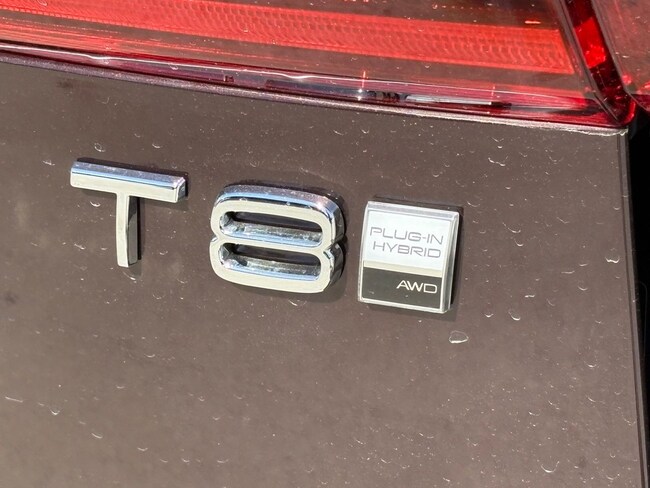 T8
PLUG-IN
HYBRID
AWD